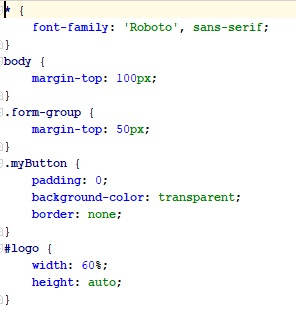 * {
    font-family: 'Roboto', sans-serif;
}
body {
    margin-top: 100px;
}
.form-group {
    margin-top: 50px;
}
.myButton {
    padding: 0;
    background-color: transparent;
    border: none;
}
#logo {
    width: 60%;
    height: auto;
}